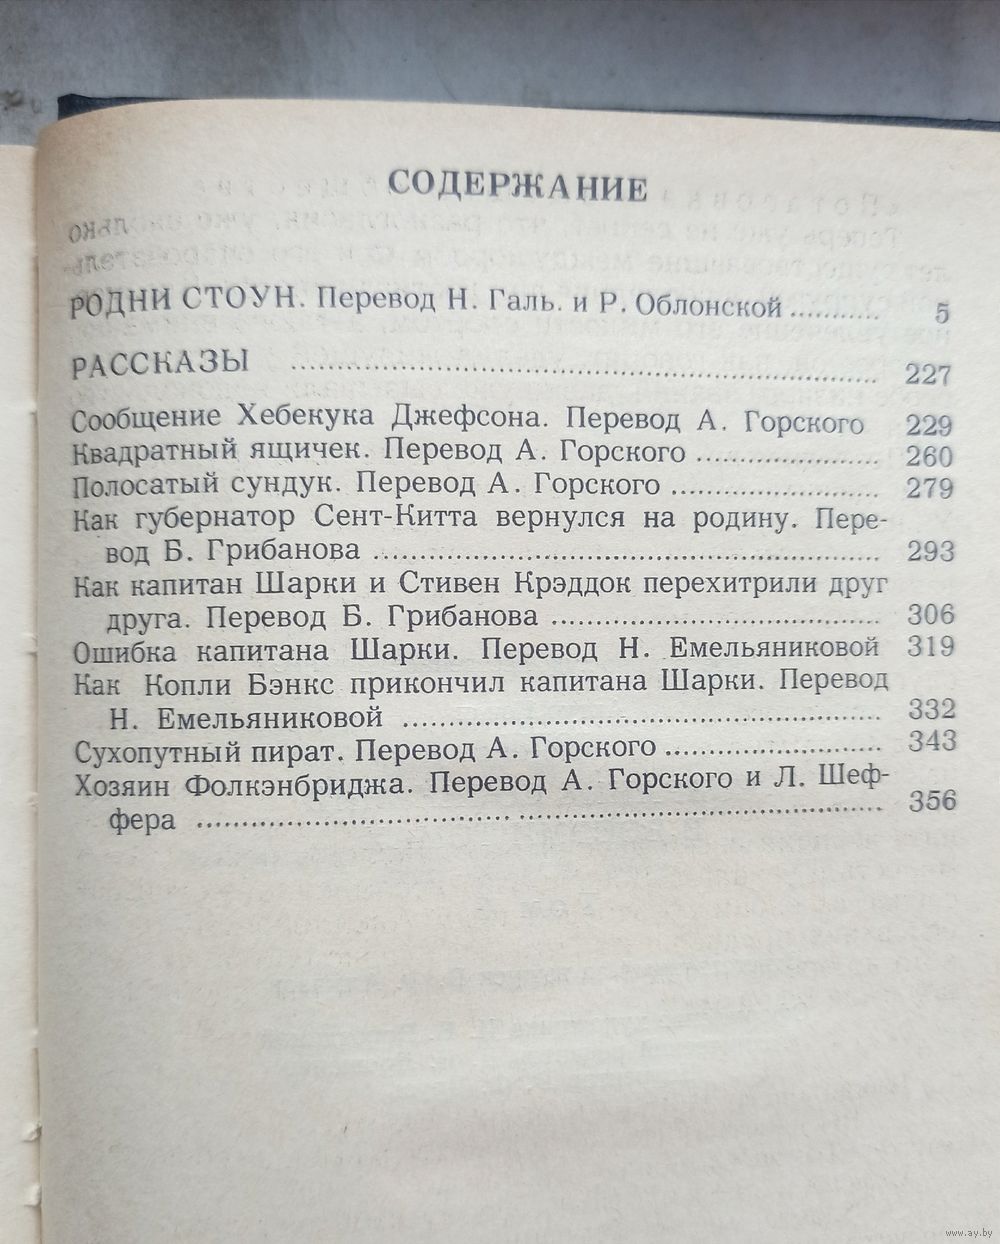 СОДЕРЖАНИЕ
РОДНИ СТОУН. Перевод Н. Галь. и Р. Облонской .......... 5
РАССКАЗЫ .......... 227
Сообщение Хебекука Джефсона. Перевод А. Горского 229
Квадратный ящичек. Перевод А. Горского .......... 260
Полосатый сундук. Перевод А. Горского .......... 279
Как губернатор Сент-Китта вернулся на родину. Пере-
вод Б. Грибанова .......... 293
Как капитан Шарки и Стивен Крэддок перехитрили друг
друга. Перевод Б. Грибанова .......... 306
Ошибка капитана Шарки. Перевод Н. Емельяниковой 319
Как Копли Бэнкс прикончил капитана Шарки. Перевод
Н. Емельяниковой .......... 332
Сухопутный пират. Перевод А. Горского .......... 343
Хозяин Фолкэнбриджа. Перевод А. Горского и Л. Шеф-
фера .......... 356
www.ay.by